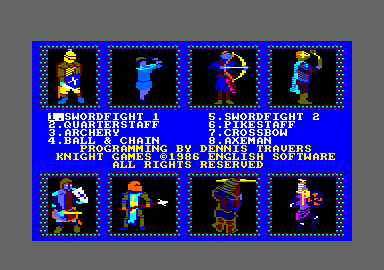 1.SWORDFIGHT 1 5.SWORDFIGHT 2
2.QUARTERSTAFF 6.PIKESTAFF
3.ARCHERY 7.CROSSBOW
4.BALL & CHAIN 8.AXEMAN
PROGRAMMING BY DENNIS TRAVERS
KNIGHT GAMES ©1986 ENGLISH SOFTWARE
ALL RIGHTS RESERVED